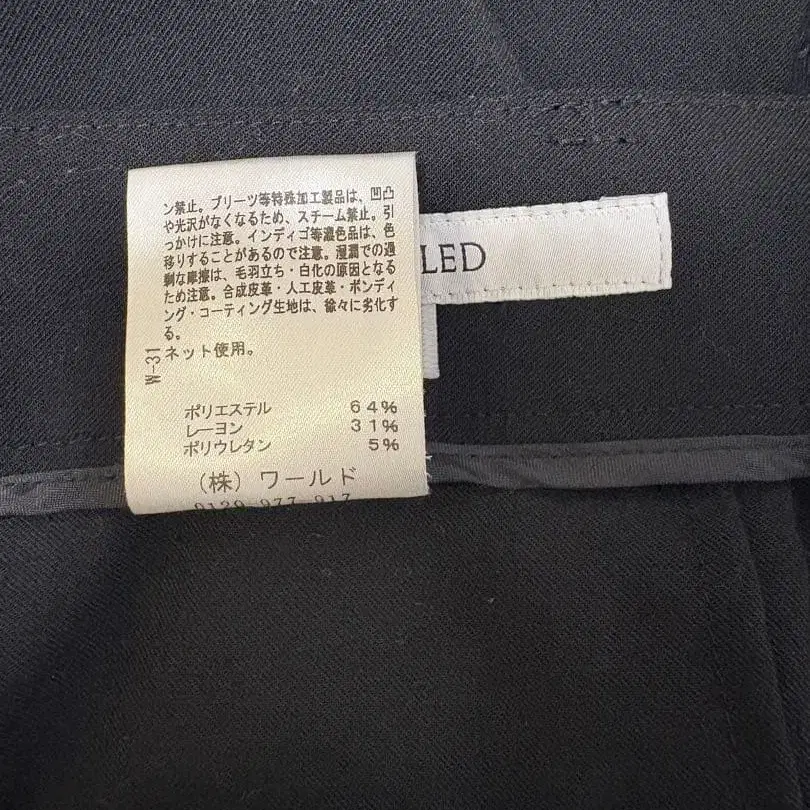 ン禁止。プリーツ等特殊加工製品は、凹凸
や光沢がなくなるため、スチーム禁止。引
っかけに注意。インディゴ等濃色品は、色
移りすることがあるので注意。湿潤での過
剰な摩擦は、毛羽立ち・白化の原因となる
ため注意。合成皮革・人工皮革・ボンディ
ング・コーティング生地は、徐々に劣化す
る。
W-31
ネット使用。
ポリエステル 64%
レーヨン 31%
ポリウレタン 5%
(株) ワールド
0120-977-917
LED